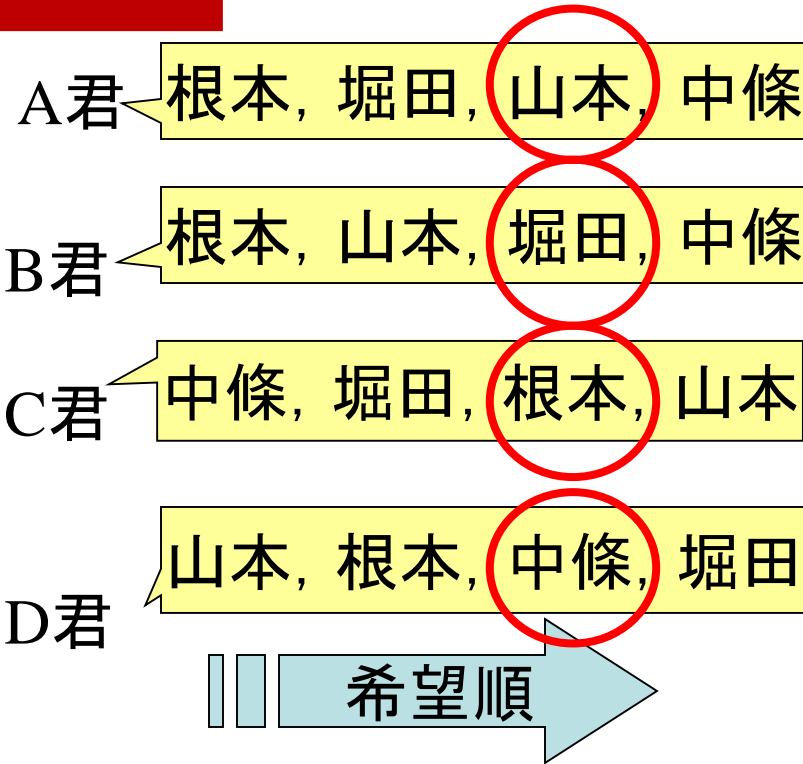 A君 根本, 堀田, 山本, 中條
B君 根本, 山本, 堀田, 中條
C君 中條, 堀田, 根本, 山本
D君 山本, 根本, 中條, 堀田
希望順